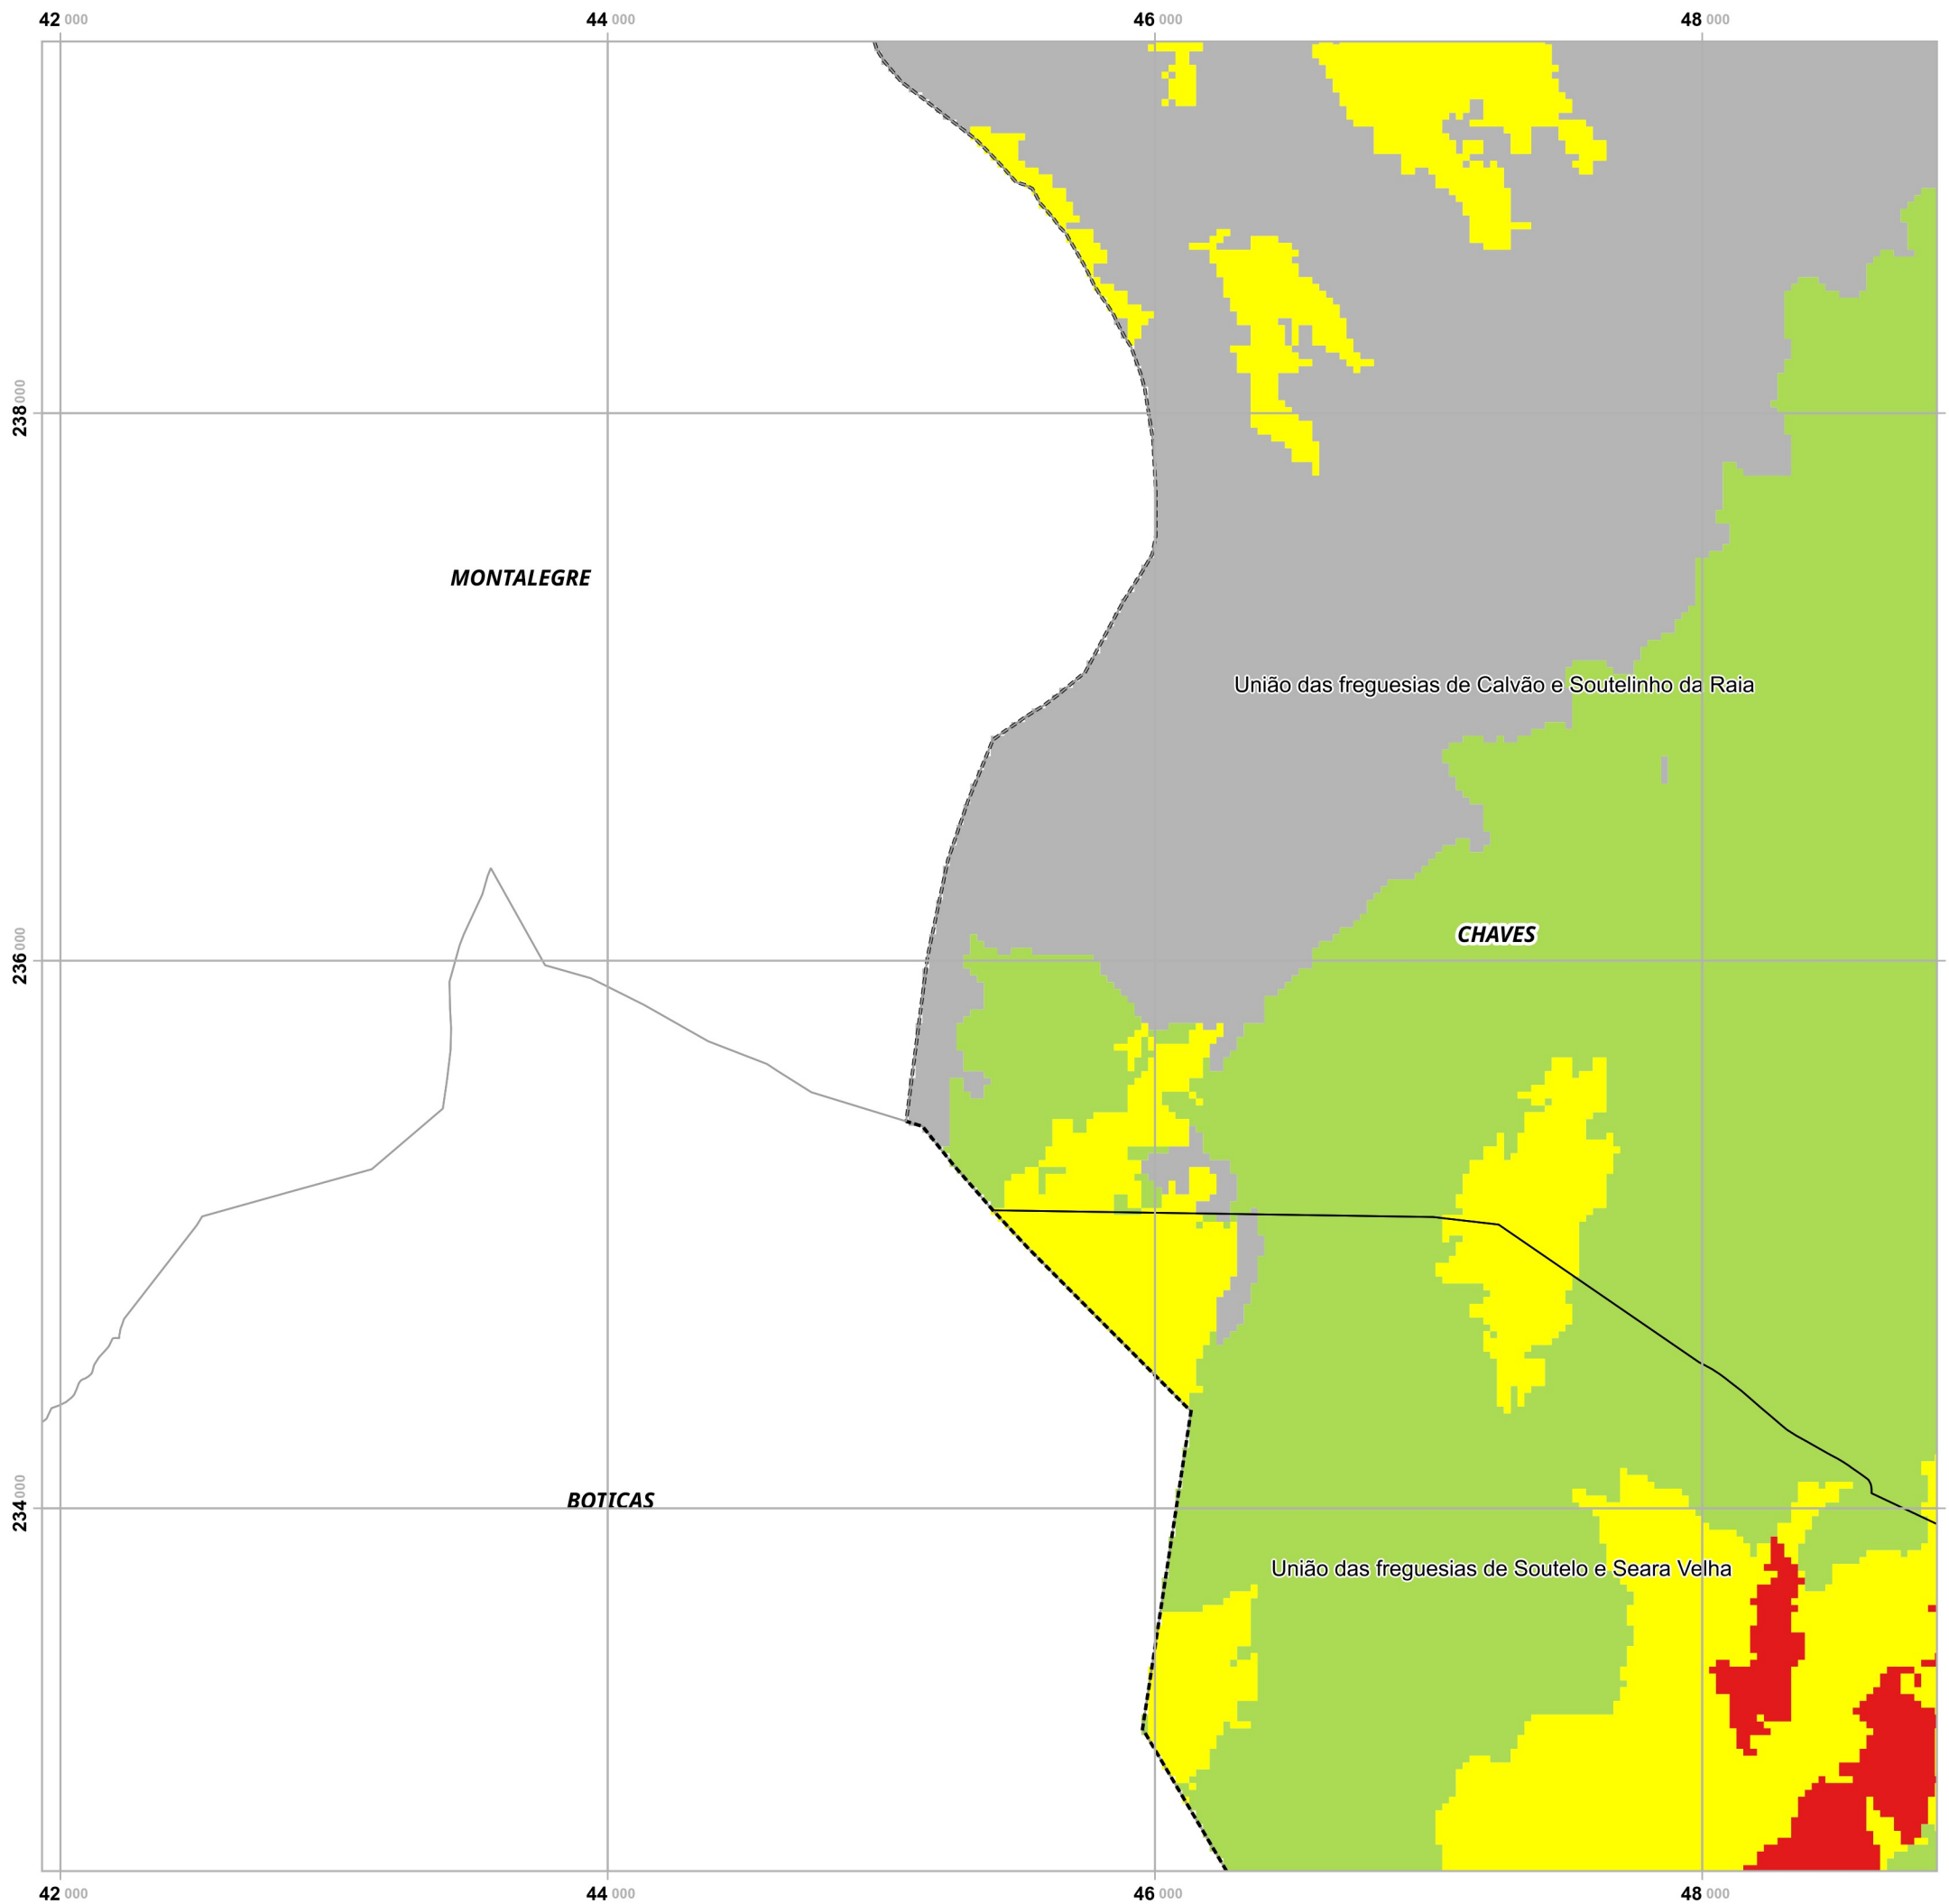 42 000 44 000 46 000 48 000
238 000
MONTALEGRE
União das freguesias de Calvão e Soutelinho da Raia
CHAVES
236 000
BOTICAS
234 000
União das freguesias de Soutelo e Seara Velha
42 000 44 000 46 000 48 000